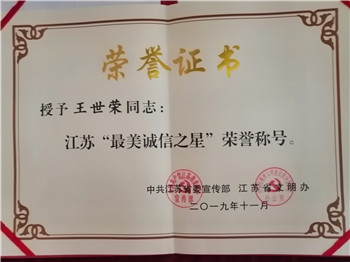 荣誉证书
授予王世荣同志：
江苏“最美诚信之星”荣誉称号。
中共江苏省委宣传部 江苏省文明办
二〇一九年十一月